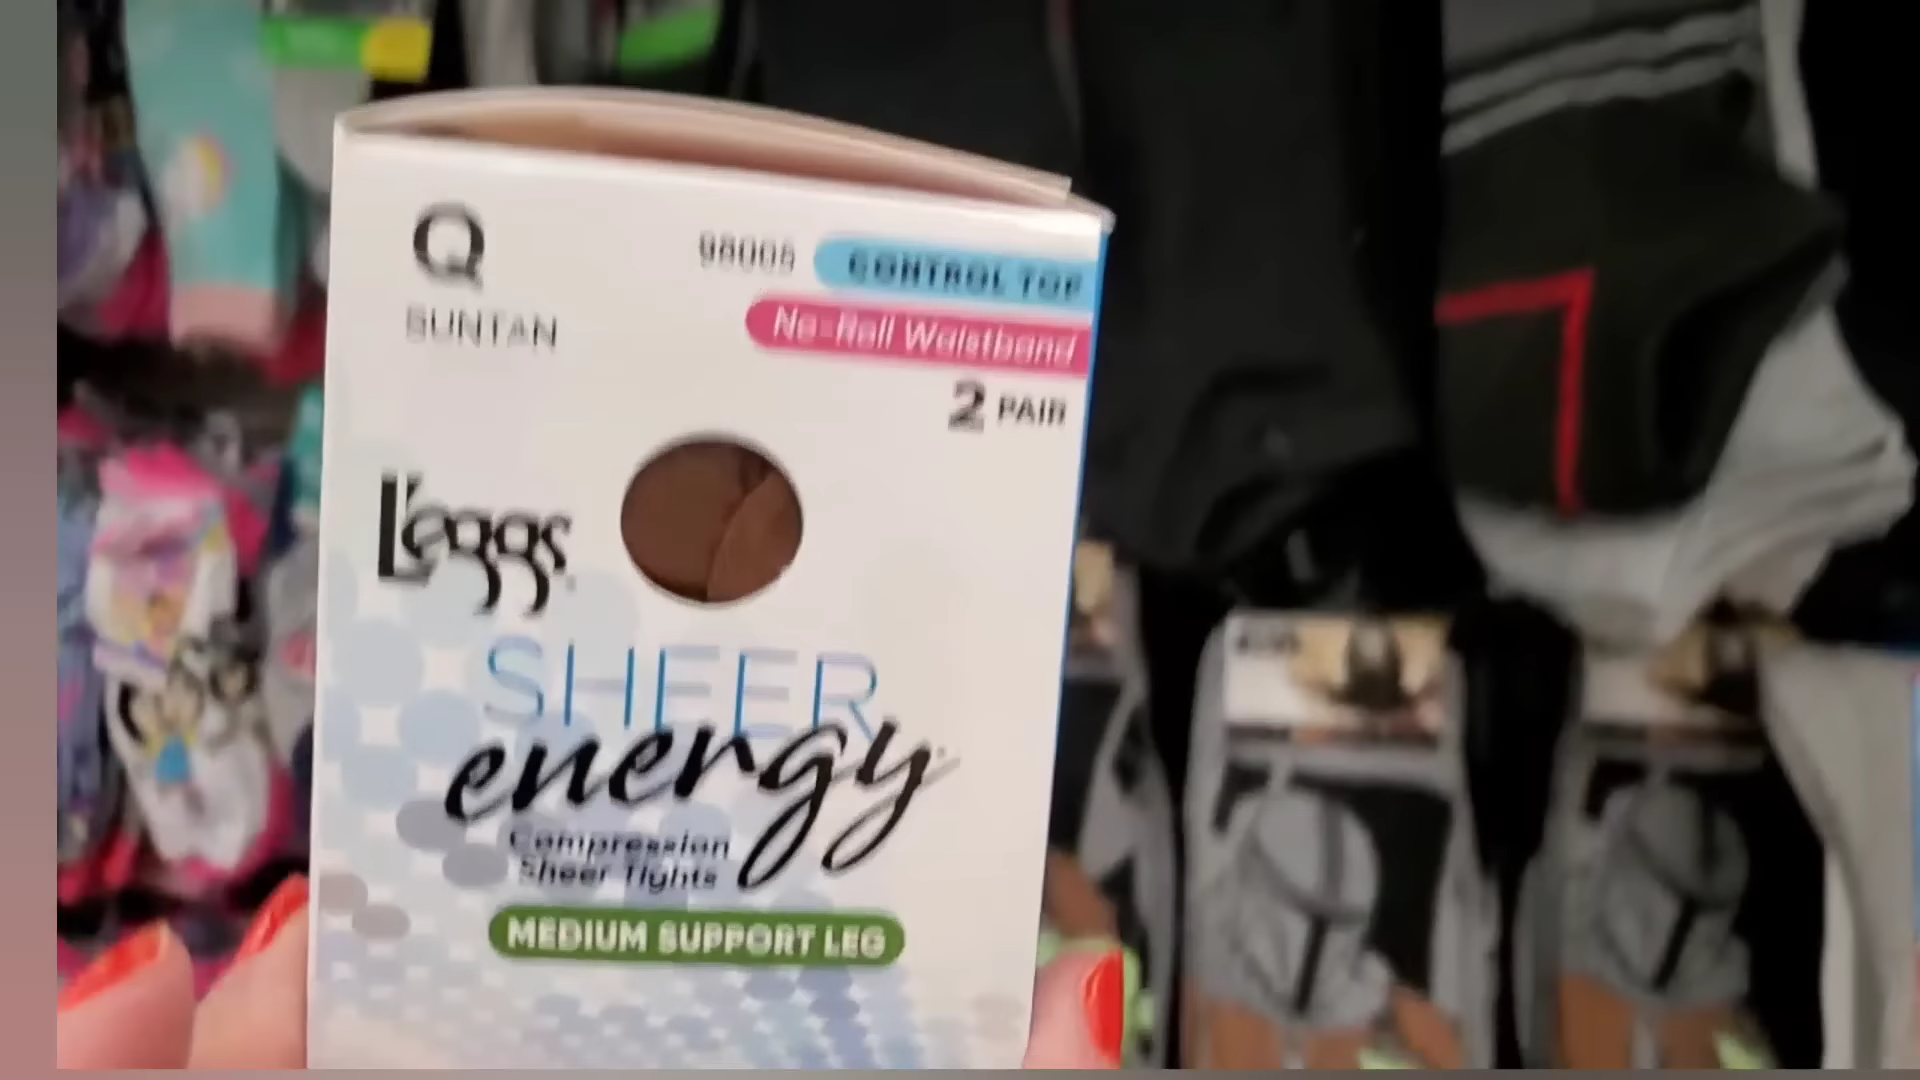 Q
98005
CONTROL TOP
SUNTAN
No-Roll Waistband
2 PAIR
L'eggs
SHEER
energy
Compression
Sheer Tights
MEDIUM SUPPORT LEG